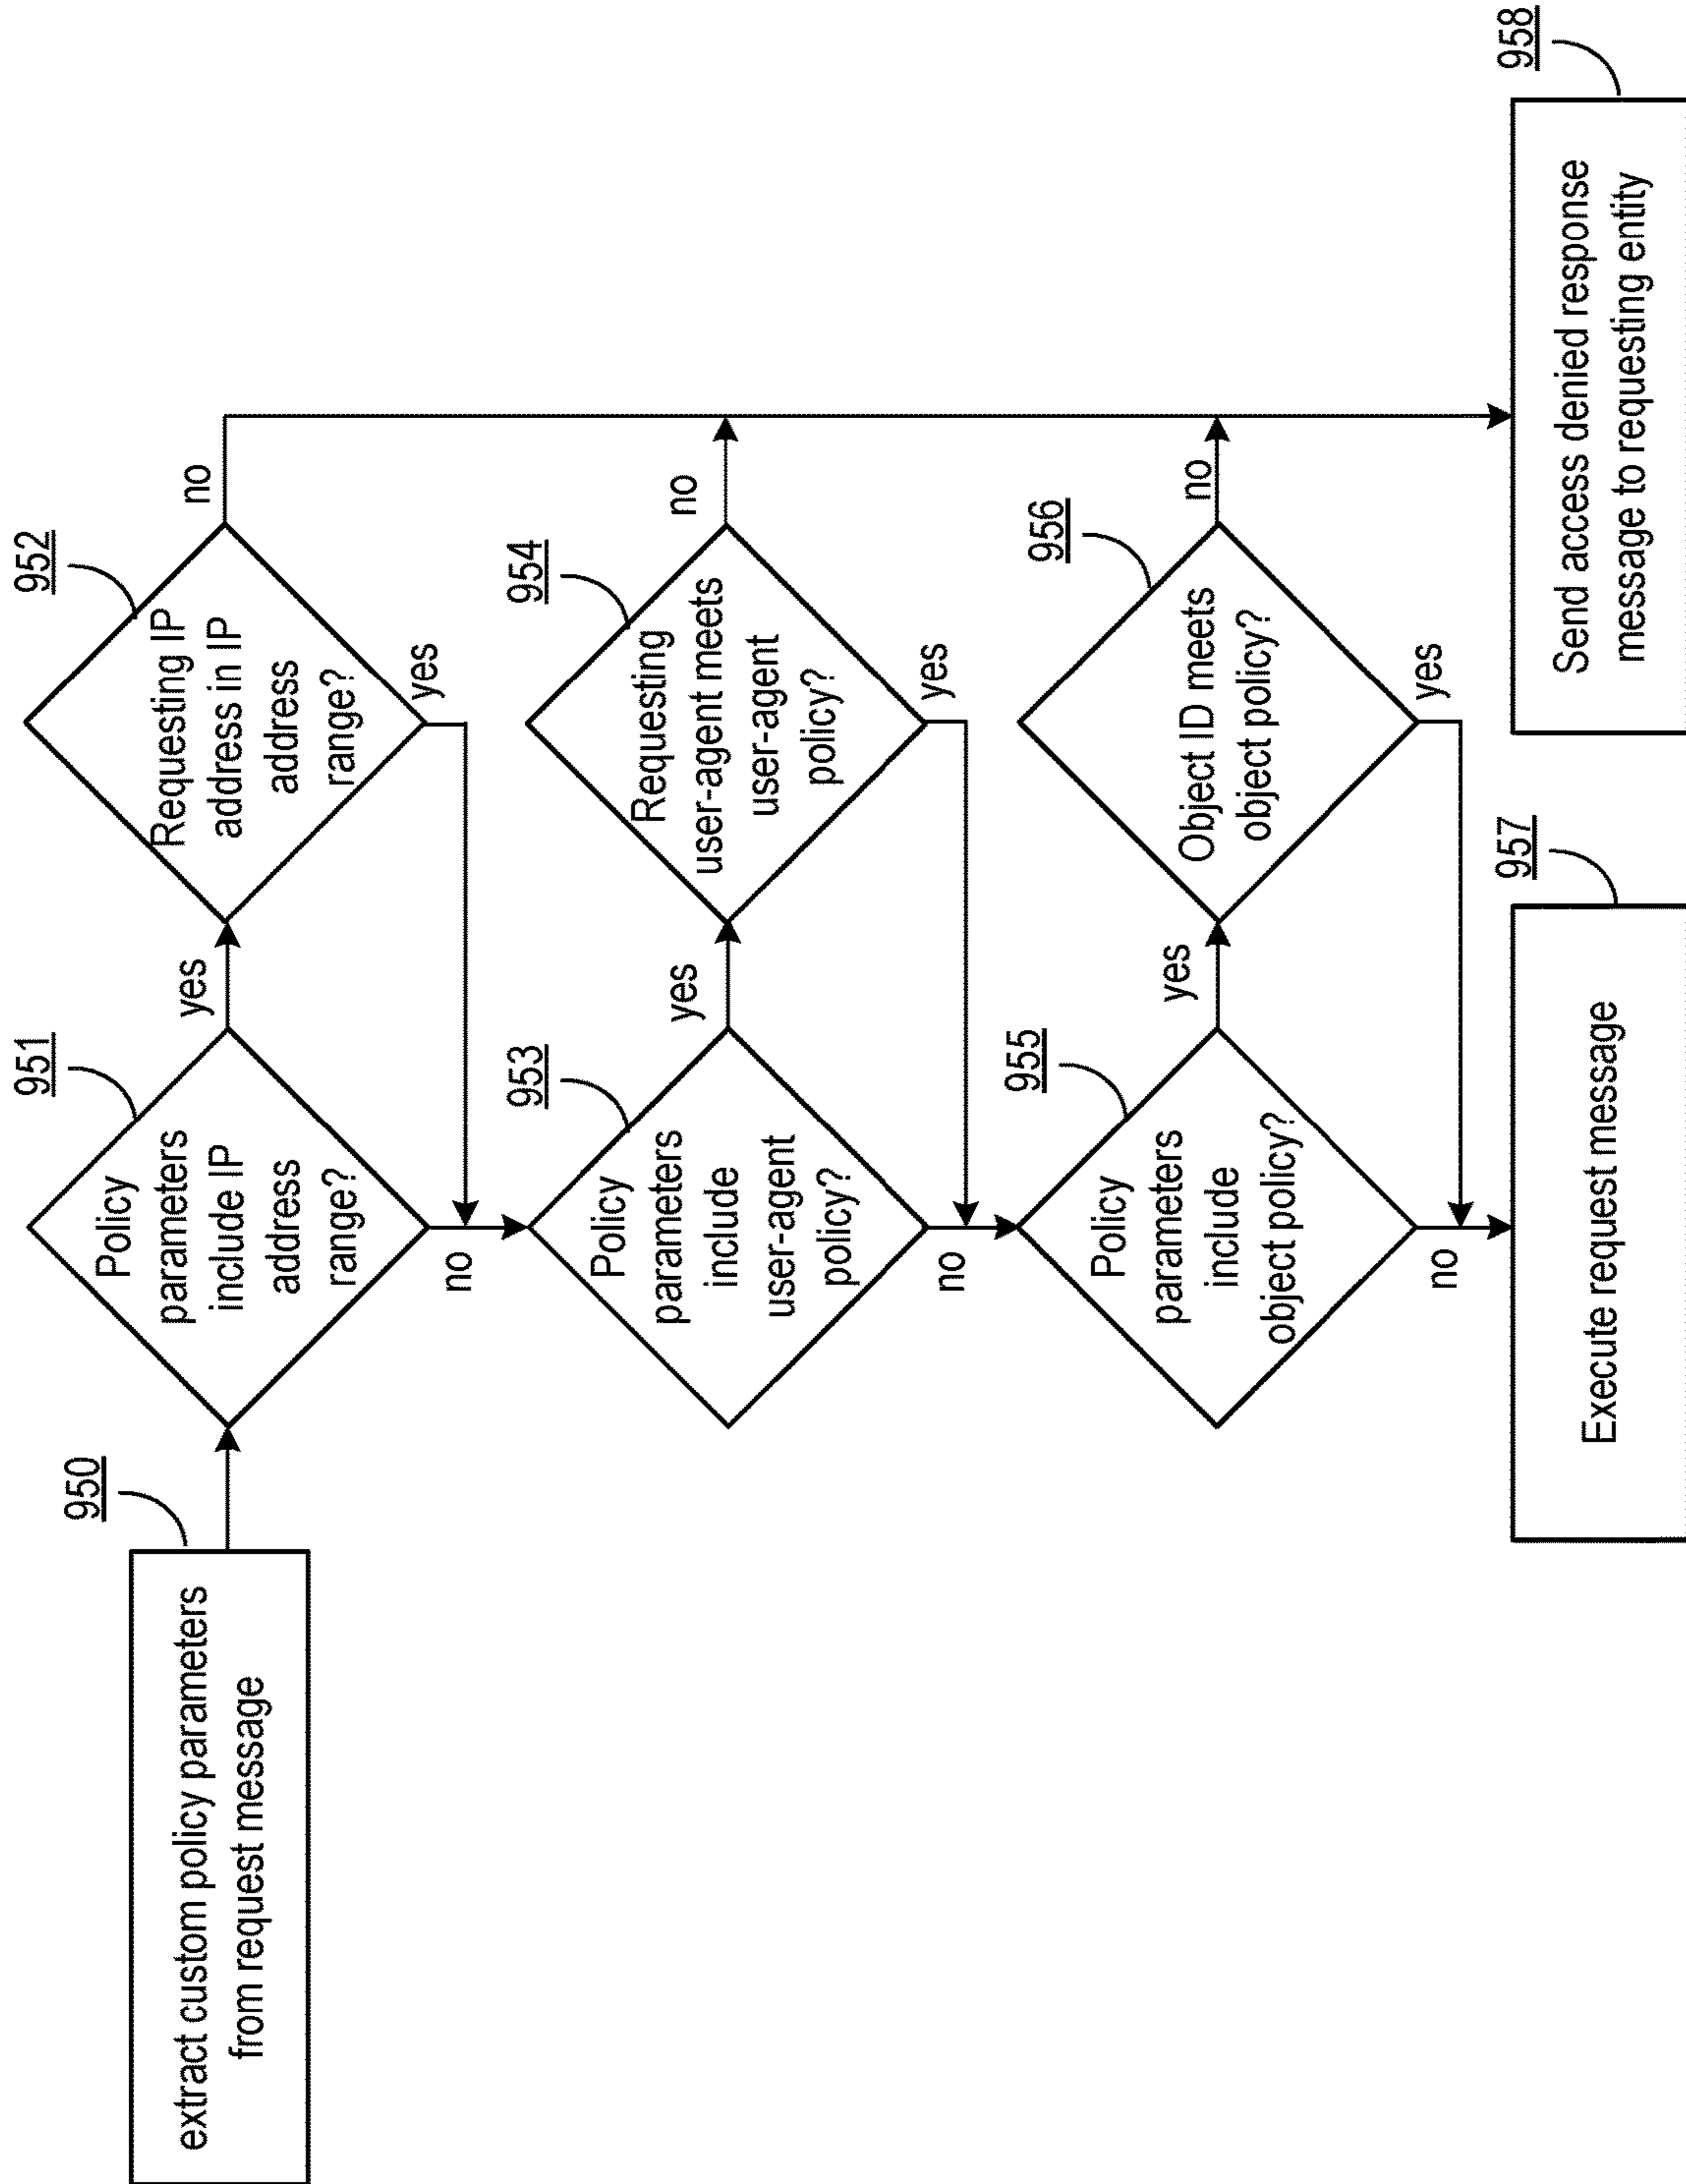 950
extract custom policy parameters
from request message
951
Policy
parameters
include IP
address
range?
yes
no
952
Requesting IP
address in IP
address
range?
no
yes
953
Policy
parameters
include
user-agent
policy?
yes
no
954
Requesting
user-agent meets
user-agent
policy?
no
yes
955
Policy
parameters
include
object policy?
yes
no
956
Object ID meets
object policy?
no
yes
957
Execute request message
958
Send access denied response
message to requesting entity